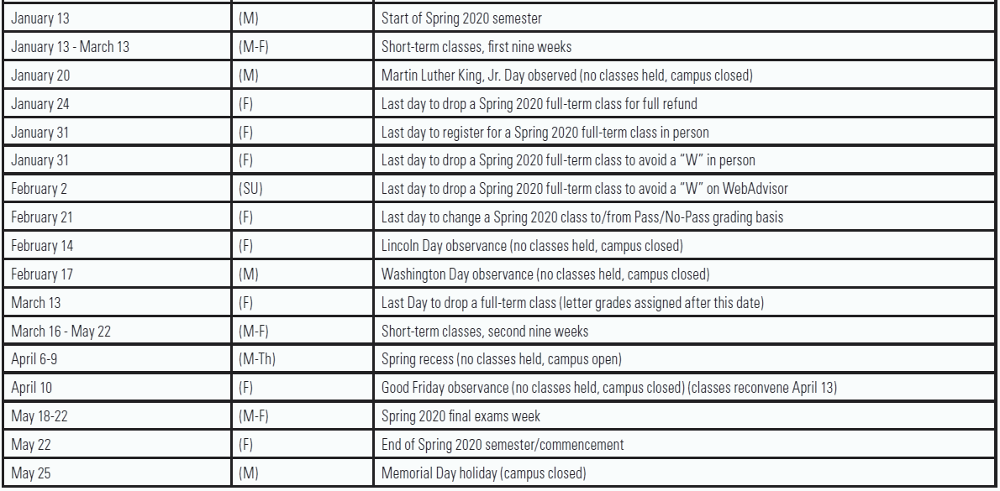 January 13 (M) Start of Spring 2020 semester
January 13 - March 13 (M-F) Short-term classes, first nine weeks
January 20 (M) Martin Luther King, Jr. Day observed (no classes held, campus closed)
January 24 (F) Last day to drop a Spring 2020 full-term class for full refund
January 31 (F) Last day to register for a Spring 2020 full-term class in person
January 31 (F) Last day to drop a Spring 2020 full-term class to avoid a “W” in person
February 2 (SU) Last day to drop a Spring 2020 full-term class to avoid a “W” on WebAdvisor
February 21 (F) Last day to change a Spring 2020 class to/from Pass/No-Pass grading basis
February 14 (F) Lincoln Day observance (no classes held, campus closed)
February 17 (M) Washington Day observance (no classes held, campus closed)
March 13 (F) Last Day to drop a full-term class (letter grades assigned after this date)
March 16 - May 22 (M-F) Short-term classes, second nine weeks
April 6-9 (M-Th) Spring recess (no classes held, campus open)
April 10 (F) Good Friday observance (no classes held, campus closed) (classes reconvene April 13)
May 18-22 (M-F) Spring 2020 final exams week
May 22 (F) End of Spring 2020 semester/commencement
May 25 (M) Memorial Day holiday (campus closed)